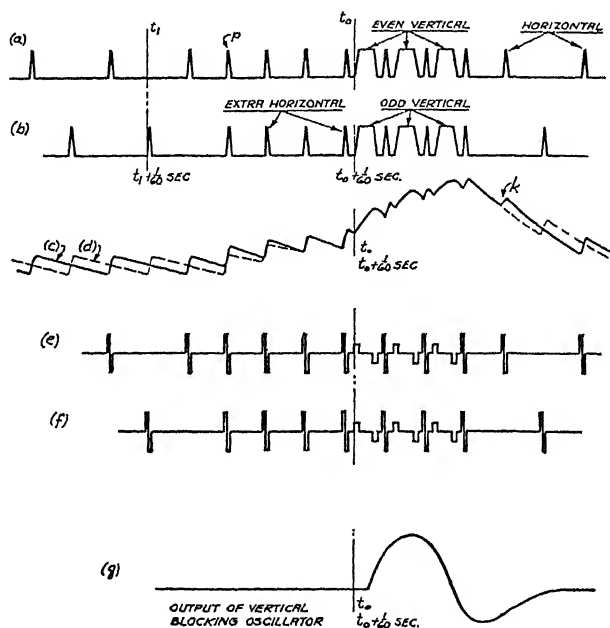 t₁
t₀
EVEN VERTICAL
HORIZONTAL
(a)
p
EXTRA HORIZONTAL
ODD VERTICAL
(b)
t₁ + 1/60 SEC
t₀ + 1/60 SEC.
k
(c)
(d)
t₀
t₀ + 1/60 SEC
(e)
(f)
(g)
OUTPUT OF VERTICAL
BLOCKING OSCILLATOR
t₀
t₀ + 1/60 SEC.